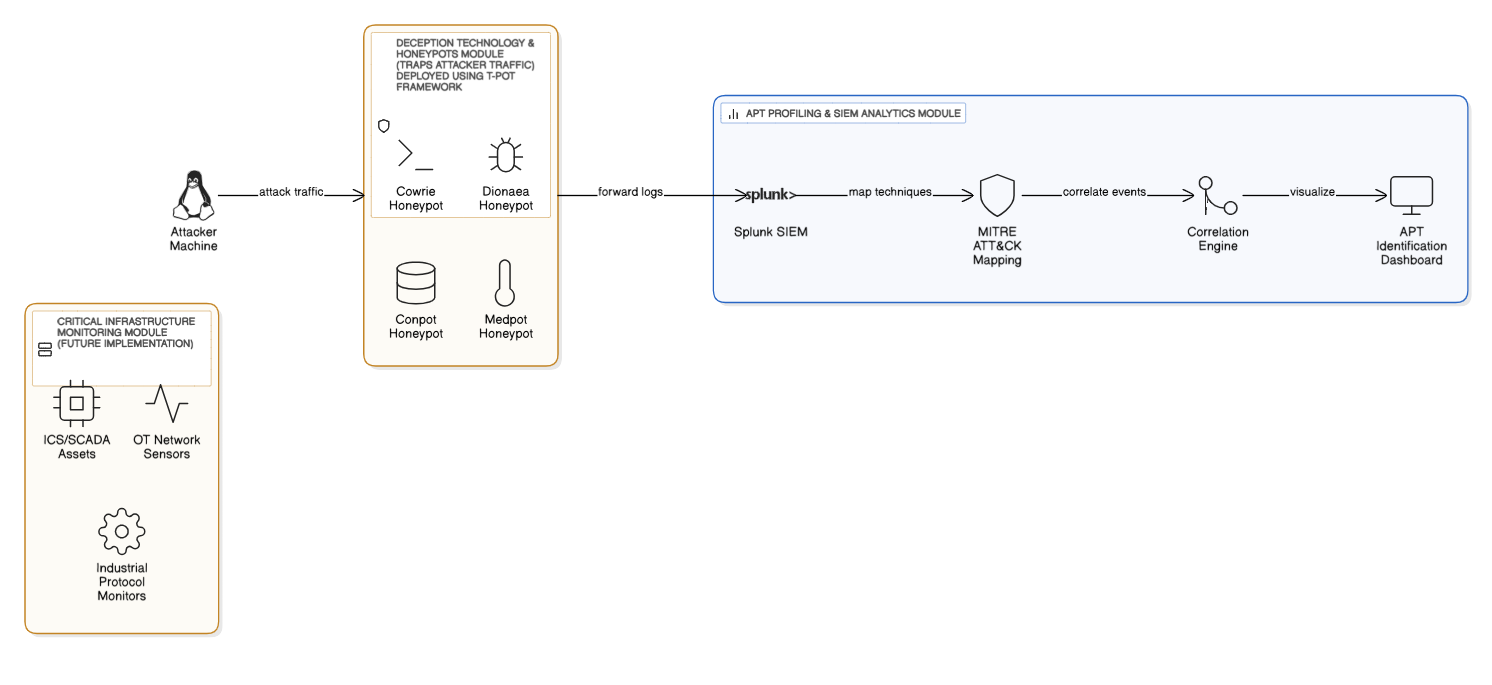 DECEPTION TECHNOLOGY &
HONEYPOTS MODULE
(TRAPS ATTACKER TRAFFIC)
DEPLOYED USING T-POT
FRAMEWORK
Cowrie
Honeypot
Dionaea
Honeypot
Conpot
Honeypot
Medpot
Honeypot
Attacker
Machine
attack traffic
forward logs
APT PROFILING & SIEM ANALYTICS MODULE
splunk>
Splunk SIEM
map techniques
MITRE
ATT&CK
Mapping
correlate events
Correlation
Engine
visualize
APT
Identification
Dashboard
CRITICAL INFRASTRUCTURE
MONITORING MODULE
(FUTURE IMPLEMENTATION)
ICS/SCADA
Assets
OT Network
Sensors
Industrial
Protocol
Monitors